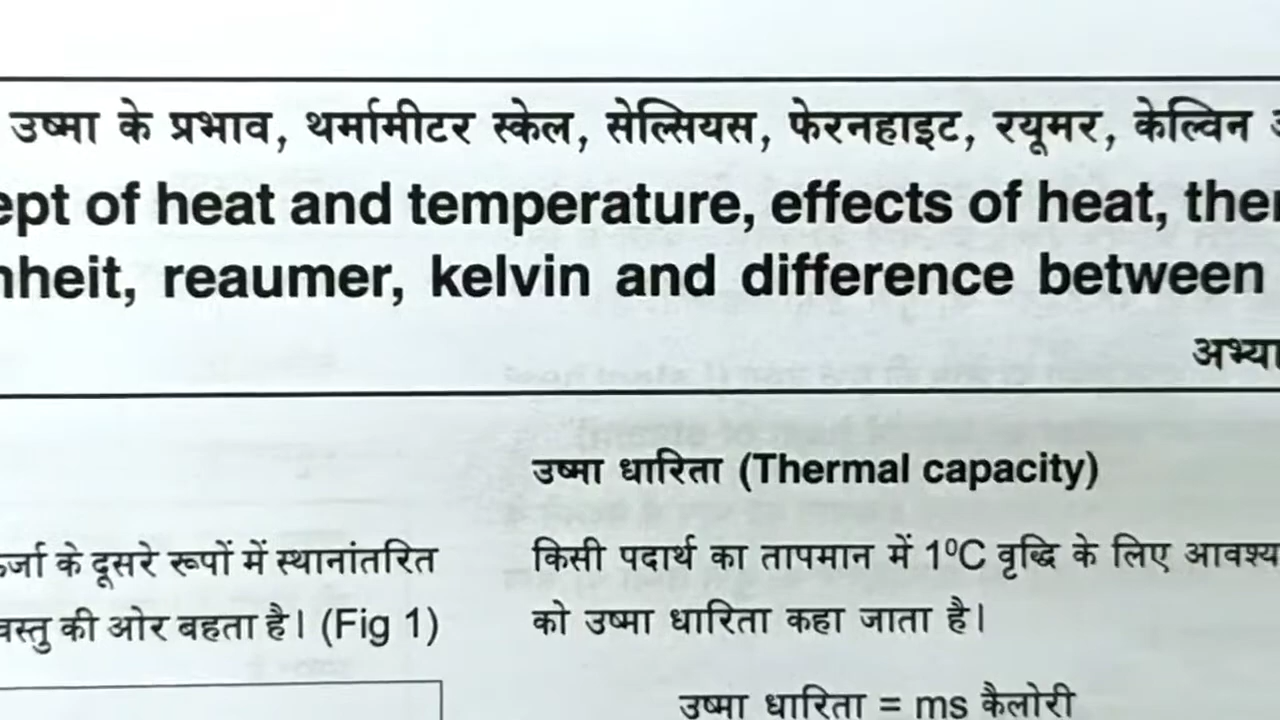 उष्मा के प्रभाव, थर्मामीटर स्केल, सेल्सियस, फेरनहाइट, रयूमर, केल्विन
ept of heat and temperature, effects of heat, ther
nheit, reaumer, kelvin and difference between
अभ्या
र्जा के दूसरे रूपों में स्थानांतरित
वस्तु की ओर बहता है। (Fig 1)
उष्मा धारिता (Thermal capacity)
किसी पदार्थ का तापमान में 1⁰C वृद्धि के लिए आवश्य
को उष्मा धारिता कहा जाता है।
उष्मा धारिता = ms कैलोरी